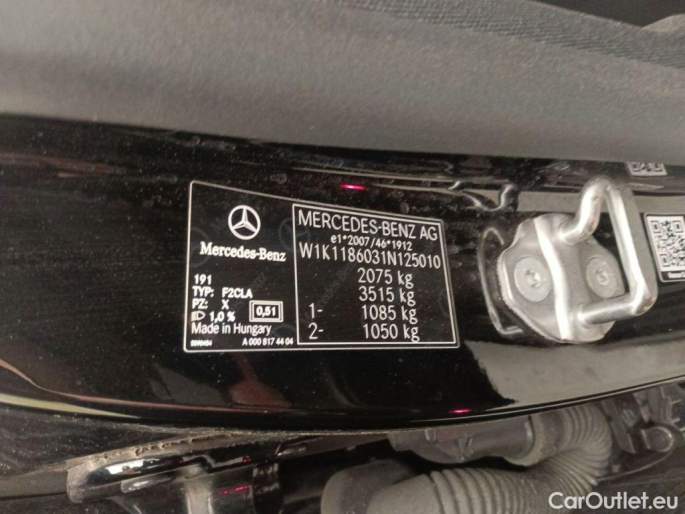 Mercedes-Benz
191
TYP: F2CLA
PZ: X
1,0 %
0,51
Made in Hungary
A 000 817 44 04
MERCEDES-BENZ AG
e1*2007/46*1912
W1K1186031N125010
2075 kg
3515 kg
1- 1085 kg
2- 1050 kg
CarOutlet.eu